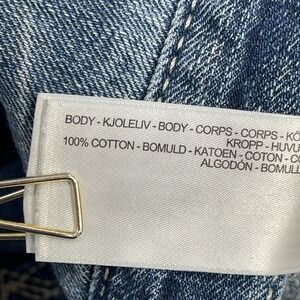 BODY - KJOLELIV - BODY - CORPS - CORPS - KÖ
KROPP - HUVU
100% COTTON - BOMULD - KATOEN - COTON - CO
ALGODÓN - BOMULL